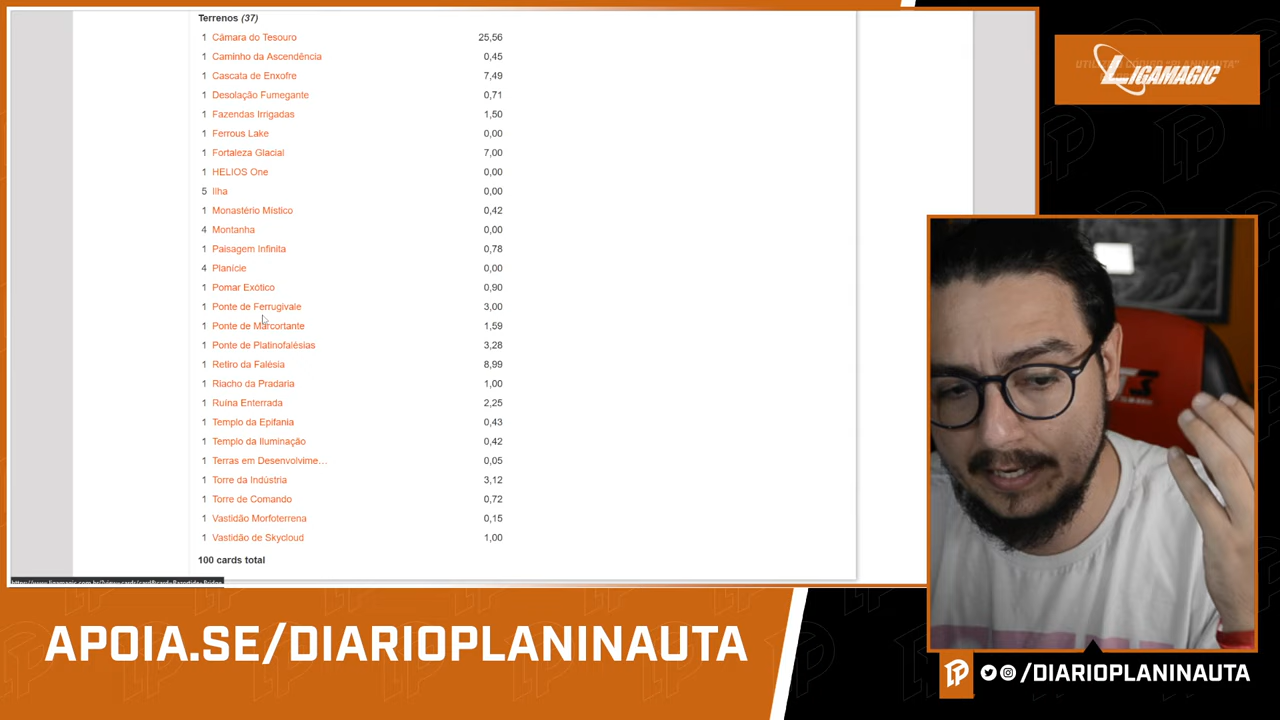 Terrenos (37)
1 Câmara do Tesouro 25,56
1 Caminho da Ascendência 0,45
1 Cascata de Enxofre 7,49
1 Desolação Fumegante 0,71
1 Fazendas Irrigadas 1,50
1 Ferrous Lake 0,00
1 Fortaleza Glacial 7,00
1 HELIOS One 0,00
5 Ilha 0,00
1 Monastério Místico 0,42
4 Montanha 0,00
1 Paisagem Infinita 0,78
4 Planície 0,00
1 Pomar Exótico 0,90
1 Ponte de Ferrugivale 3,00
1 Ponte de Marcortante 1,59
1 Ponte de Platinofalésias 3,28
1 Retiro da Falésia 8,99
1 Riacho da Pradaria 1,00
1 Ruína Enterrada 2,25
1 Templo da Epifania 0,43
1 Templo da Iluminação 0,42
1 Terras em Desenvolvime… 0,05
1 Torre da Indústria 3,12
1 Torre de Comando 0,72
1 Vastidão Morfoterrena 0,15
1 Vastidão de Skycloud 1,00
100 cards total
LIGAMAGIC
APOIA.SE/DIARIOPLANINAUTA
/DIARIOPLANINAUTA